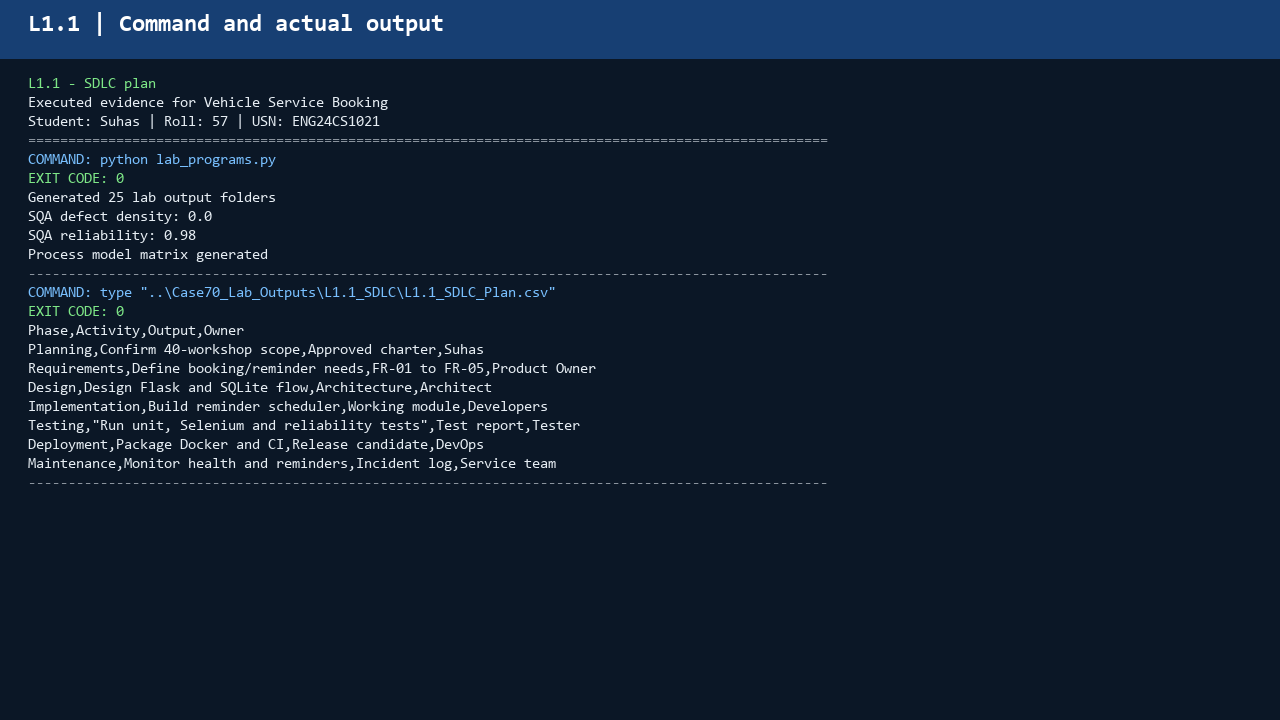 L1.1 | Command and actual output
L1.1 - SDLC plan
Executed evidence for Vehicle Service Booking
Student: Suhas | Roll: 57 | USN: ENG24CS1021
====================================================================================================
COMMAND: python lab_programs.py
EXIT CODE: 0
Generated 25 lab output folders
SQA defect density: 0.0
SQA reliability: 0.98
Process model matrix generated
----------------------------------------------------------------------------------------------------
COMMAND: type "..\Case70_Lab_Outputs\L1.1_SDLC\L1.1_SDLC_Plan.csv"
EXIT CODE: 0
Phase,Activity,Output,Owner
Planning,Confirm 40-workshop scope,Approved charter,Suhas
Requirements,Define booking/reminder needs,FR-01 to FR-05,Product Owner
Design,Design Flask and SQLite flow,Architecture,Architect
Implementation,Build reminder scheduler,Working module,Developers
Testing,"Run unit, Selenium and reliability tests",Test report,Tester
Deployment,Package Docker and CI,Release candidate,DevOps
Maintenance,Monitor health and reminders,Incident log,Service team
----------------------------------------------------------------------------------------------------